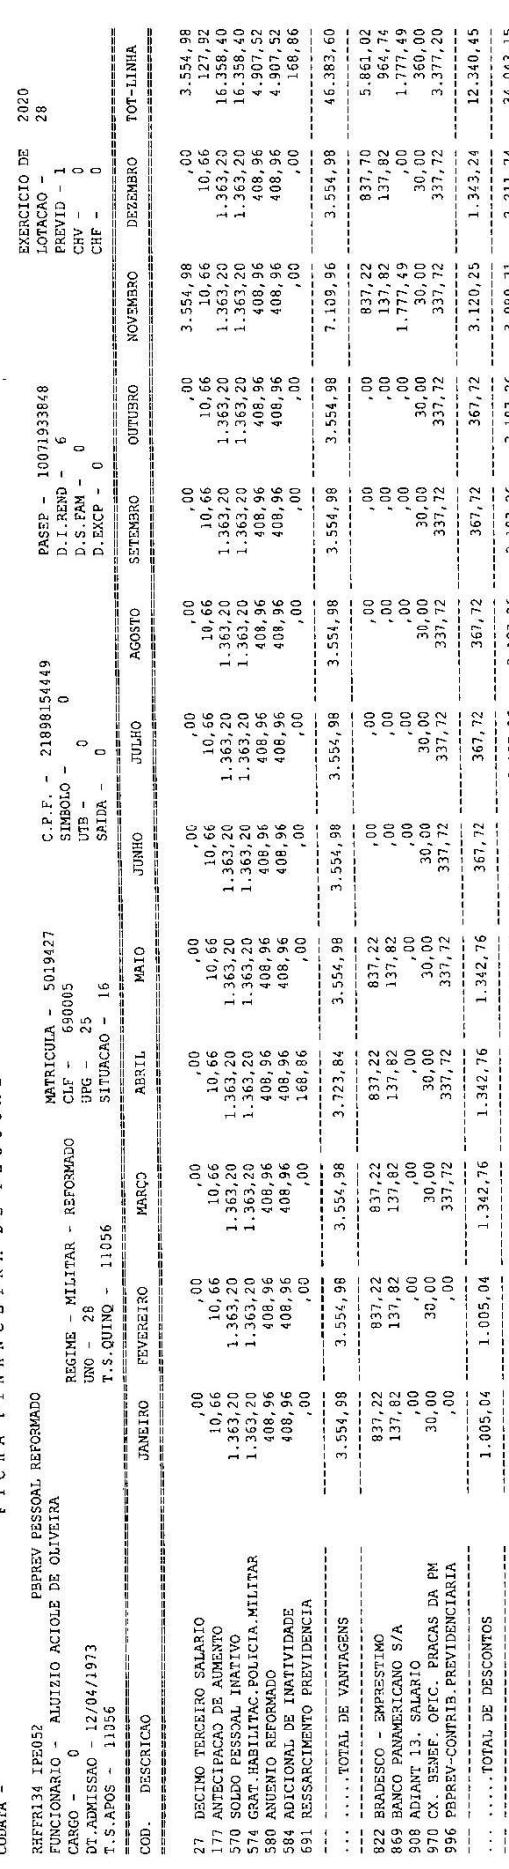 FICHA FINANCEIRA DE PESSOAL
RHFFR134 IPE052 PBPREV PESSOAL REFORMADO EXERCICIO DE 2020
FUNCIONARIO - ALUIZIO ACIOLE DE OLIVEIRA MATRICULA - 5019427 C.P.F. - 21898154449 PASEP - 10071933848 LOTACAO - 28
CARGO - 0 REGIME - MILITAR - REFORMADO CLF - 690005 SIMBOLO - 0 D.I.REND - 6 PREVID - 1
DT.ADMISSAO - 12/04/1973 UNO - 28 UPG - 25 UTB - 0 D.S.FAM - 0 CHV - 0
T.S.APOS - 11056 T.S.QUINQ - 11056 SITUACAO - 16 SAIDA - 0 D.EXCP - 0 CHF - 0
COD. DESCRICAO JANEIRO FEVEREIRO MARÇO ABRIL MAIO JUNHO JULHO AGOSTO SETEMBRO OUTUBRO NOVEMBRO DEZEMBRO TOT-LINHA
27 DECIMO TERCEIRO SALARIO ,00 ,00 ,00 ,00 ,00 ,00 ,00 ,00 ,00 ,00 3.554,98 ,00 3.554,98
177 ANTECIPACAO DE AUMENTO 10,66 10,66 10,66 10,66 10,66 10,66 10,66 10,66 10,66 10,66 10,66 10,66 127,92
570 SOLDO PESSOAL INATIVO 1.363,20 1.363,20 1.363,20 1.363,20 1.363,20 1.363,20 1.363,20 1.363,20 1.363,20 1.363,20 1.363,20 1.363,20 16.358,40
574 GRAT.HABILITAC.POLICIA.MILITAR 1.363,20 1.363,20 1.363,20 1.363,20 1.363,20 1.363,20 1.363,20 1.363,20 1.363,20 1.363,20 1.363,20 1.363,20 16.358,40
580 ANUENIO REFORMADO 408,96 408,96 408,96 408,96 408,96 408,96 408,96 408,96 408,96 408,96 408,96 408,96 4.907,52
584 ADICIONAL DE INATIVIDADE 408,96 408,96 408,96 408,96 408,96 408,96 408,96 408,96 408,96 408,96 408,96 408,96 4.907,52
691 RESSARCIMENTO PREVIDENCIA ,00 ,00 ,00 168,86 ,00 ,00 ,00 ,00 ,00 ,00 ,00 ,00 168,86
... .....TOTAL DE VANTAGENS 3.554,98 3.554,98 3.554,98 3.723,84 3.554,98 3.554,98 3.554,98 3.554,98 3.554,98 3.554,98 7.109,96 3.554,98 46.383,60
822 BRADESCO - EMPRESTIMO 837,22 837,22 837,22 837,22 837,22 ,00 ,00 ,00 ,00 ,00 837,22 837,70 5.861,02
869 BANCO PANAMERICANO S/A 137,82 137,82 137,82 137,82 137,82 ,00 ,00 ,00 ,00 ,00 137,82 137,82 964,74
908 ADIANT 13. SALARIO ,00 ,00 ,00 ,00 ,00 ,00 ,00 ,00 ,00 ,00 1.777,49 ,00 1.777,49
970 CX. BENEF. OFIC. PRACAS DA PM 30,00 30,00 30,00 30,00 30,00 30,00 30,00 30,00 30,00 30,00 30,00 30,00 360,00
996 PBPREV-CONTRIB.PREVIDENCIARIA ,00 ,00 337,72 337,72 337,72 337,72 337,72 337,72 337,72 337,72 337,72 337,72 3.377,20
... .....TOTAL DE DESCONTOS 1.005,04 1.005,04 1.342,76 1.342,76 1.342,76 367,72 367,72 367,72 367,72 367,72 3.120,25 1.343,24 12.340,45